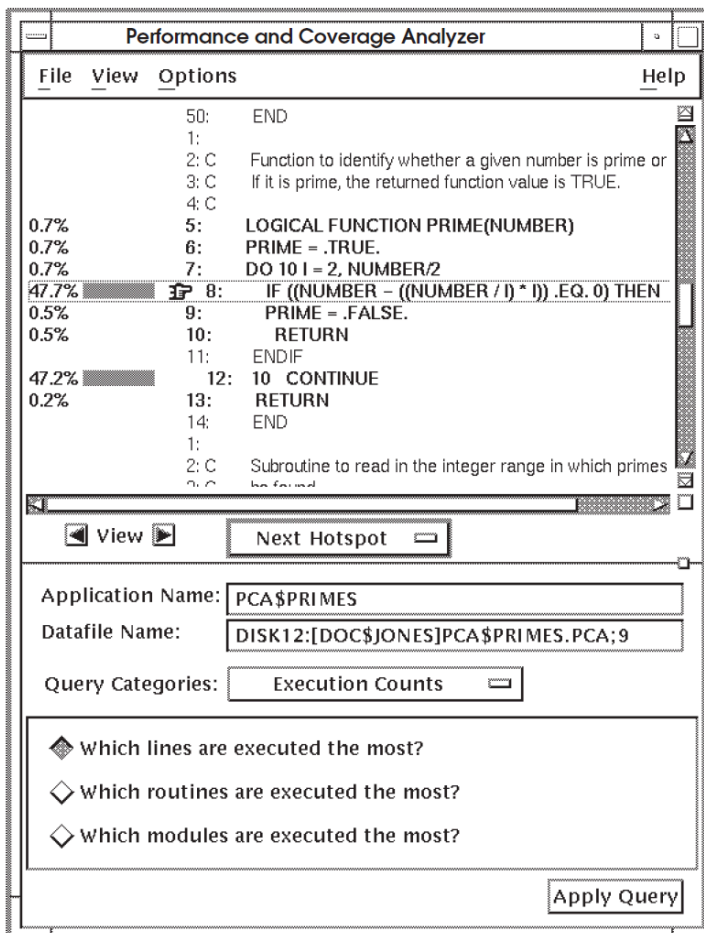 Performance and Coverage Analyzer
File View Options Help
50: END
1:
2: C Function to identify whether a given number is prime or
3: C If it is prime, the returned function value is TRUE.
4: C
0.7% 5: LOGICAL FUNCTION PRIME(NUMBER)
0.7% 6: PRIME = .TRUE.
0.7% 7: DO 10 I = 2, NUMBER/2
47.7% 8: IF ((NUMBER – ((NUMBER / I) * I)) .EQ. 0) THEN
0.5% 9: PRIME = .FALSE.
0.5% 10: RETURN
11: ENDIF
47.2% 12: 10 CONTINUE
0.2% 13: RETURN
14: END
1:
2: C Subroutine to read in the integer range in which primes
View Next Hotspot
Application Name: PCA$PRIMES
Datafile Name: DISK12:[DOC$JONES]PCA$PRIMES.PCA;9
Query Categories: Execution Counts
Which lines are executed the most?
Which routines are executed the most?
Which modules are executed the most?
Apply Query